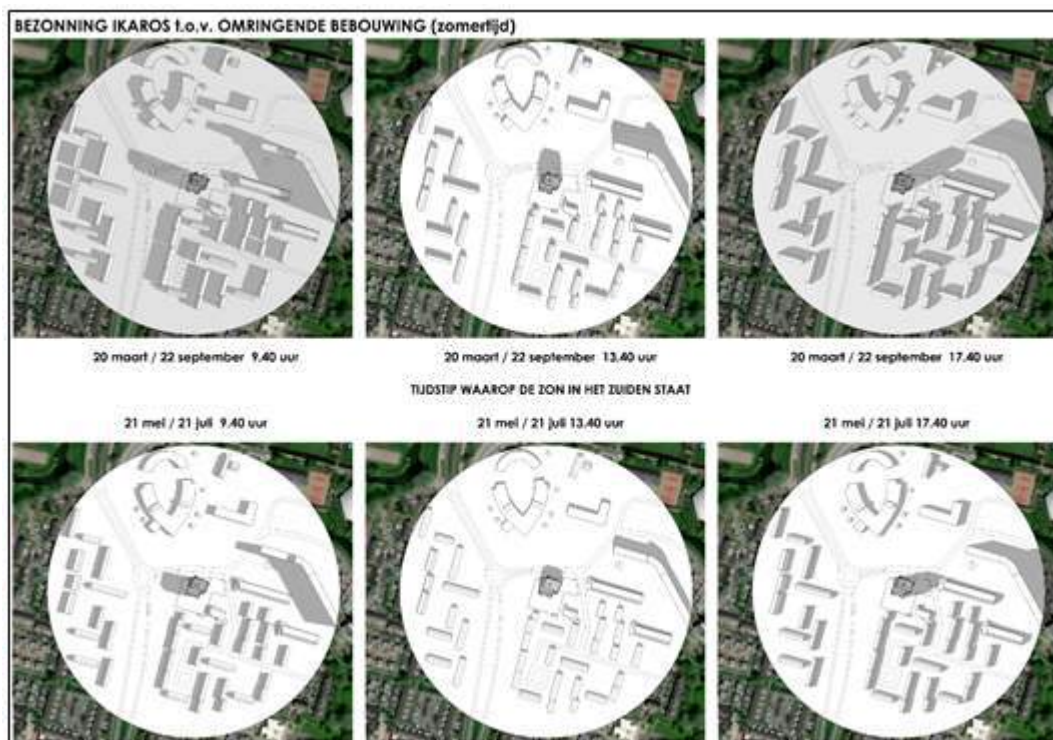 BEZONNING IKAROS t.o.v. OMRINGENDE BEBOUWING (zomertijd)
20 maart / 22 september 9.40 uur
20 maart / 22 september 13.40 uur
20 maart / 22 september 17.40 uur
TIJDSTIP WAAROP DE ZON IN HET ZUIDEN STAAT
21 mei / 21 juli 9.40 uur
21 mei / 21 juli 13.40 uur
21 mei / 21 juli 17.40 uur